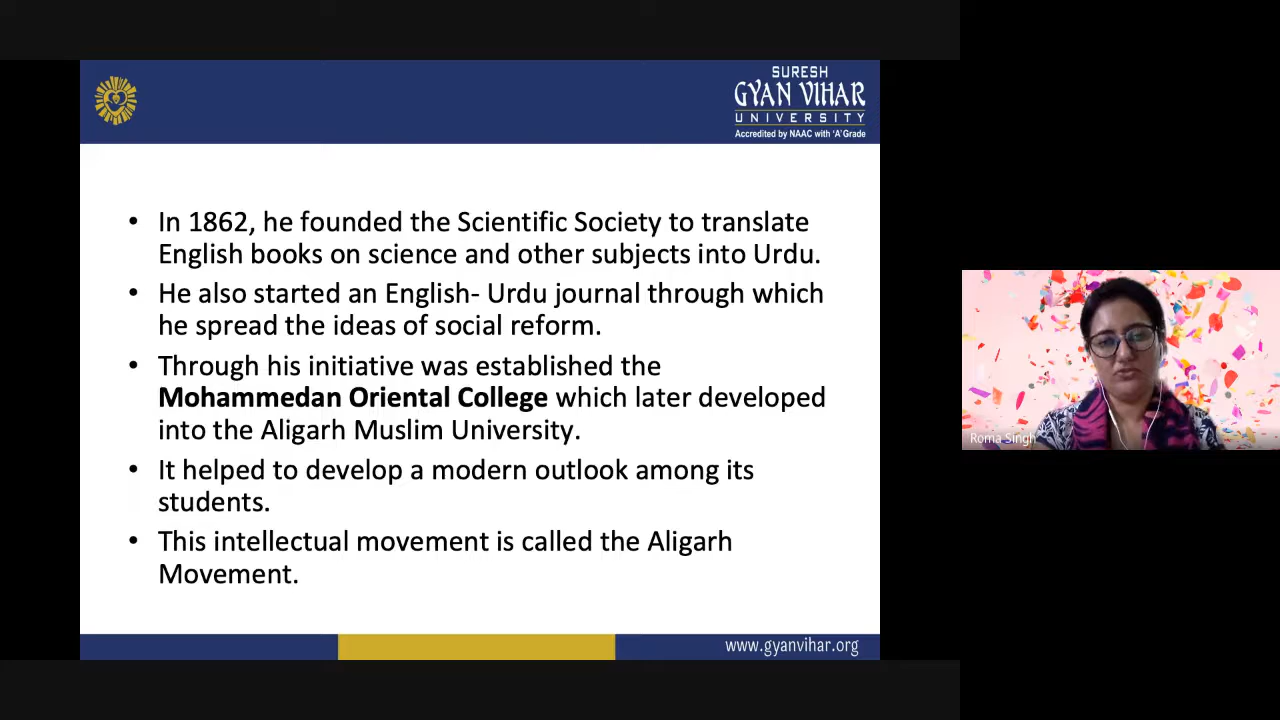 SURESH
GYAN VIHAR
UNIVERSITY
Accredited by NAAC with 'A' Grade
• In 1862, he founded the Scientific Society to translate
English books on science and other subjects into Urdu.
• He also started an English- Urdu journal through which
he spread the ideas of social reform.
• Through his initiative was established the
Mohammedan Oriental College which later developed
into the Aligarh Muslim University.
• It helped to develop a modern outlook among its
students.
• This intellectual movement is called the Aligarh
Movement.
www.gyanvihar.org
Roma Singh